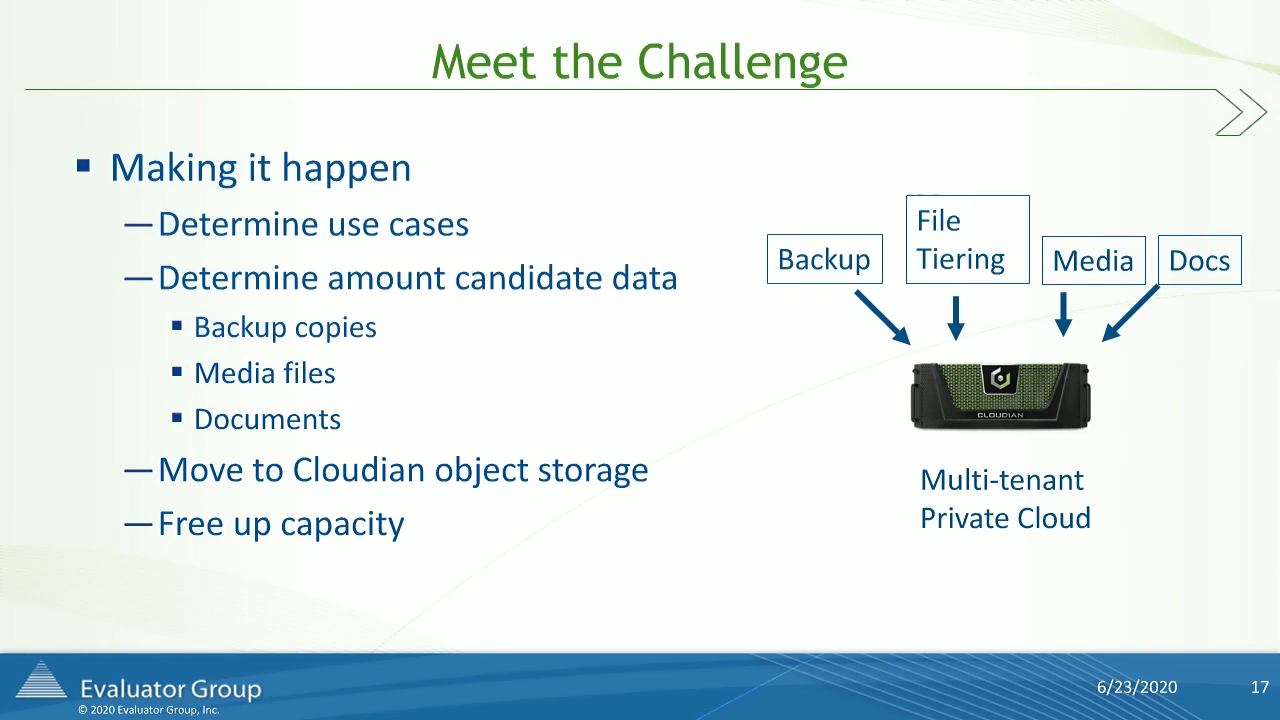 Meet the Challenge
Making it happen
—Determine use cases
—Determine amount candidate data
Backup copies
Media files
Documents
—Move to Cloudian object storage
—Free up capacity
Backup
File
Tiering
Media
Docs
CLOUDIAN
Multi-tenant
Private Cloud
Evaluator Group
© 2020 Evaluator Group, Inc.
6/23/2020
17